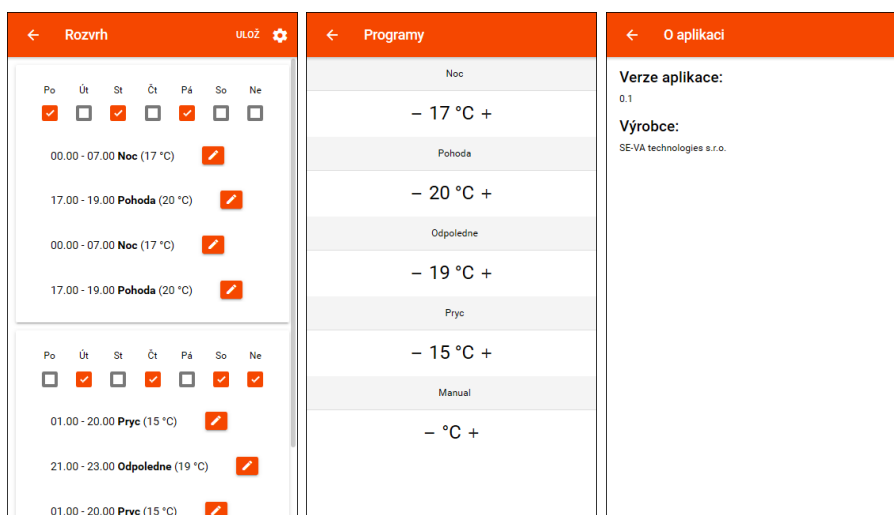 Rozvrh
ULOŽ
Po Út St Čt Pá So Ne
00.00 - 07.00 Noc (17 °C)
17.00 - 19.00 Pohoda (20 °C)
00.00 - 07.00 Noc (17 °C)
17.00 - 19.00 Pohoda (20 °C)
Po Út St Čt Pá So Ne
01.00 - 20.00 Pryc (15 °C)
21.00 - 23.00 Odpoledne (19 °C)
01.00 - 20.00 Pryc (15 °C)
Programy
Noc
− 17 °C +
Pohoda
− 20 °C +
Odpoledne
− 19 °C +
Pryc
− 15 °C +
Manual
− °C +
O aplikaci
Verze aplikace:
0.1
Výrobce:
SE-VA technologies s.r.o.